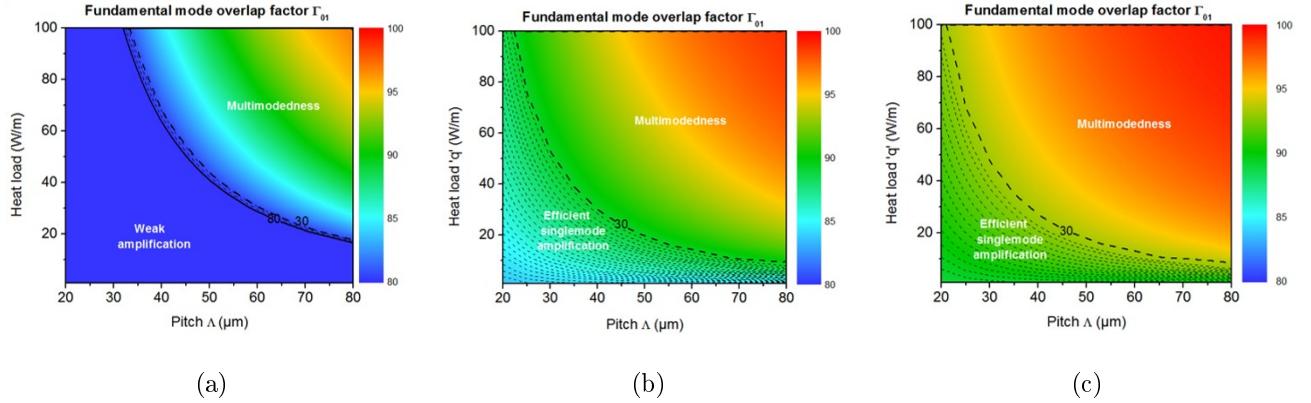 Fundamental mode overlap factor Γ01
100
80
60
40
20
Heat load (W/m)
Multimodedness
Weak
amplification
80
30
20 30 40 50 60 70 80
Pitch Λ (µm)
100
95
90
85
80
(a)
Fundamental mode overlap factor Γ01
100
80
60
40
20
Heat load 'q' (W/m)
Multimodedness
Efficient
singlemode
amplification
30
20 30 40 50 60 70 80
Pitch Λ (µm)
100
95
90
85
80
(b)
Fundamental mode overlap factor Γ01
100
80
60
40
20
Heat load 'q' (W/m)
Multimodedness
Efficient
singlemode
amplification
30
20 30 40 50 60 70 80
Pitch Λ (µm)
100
95
90
85
80
(c)